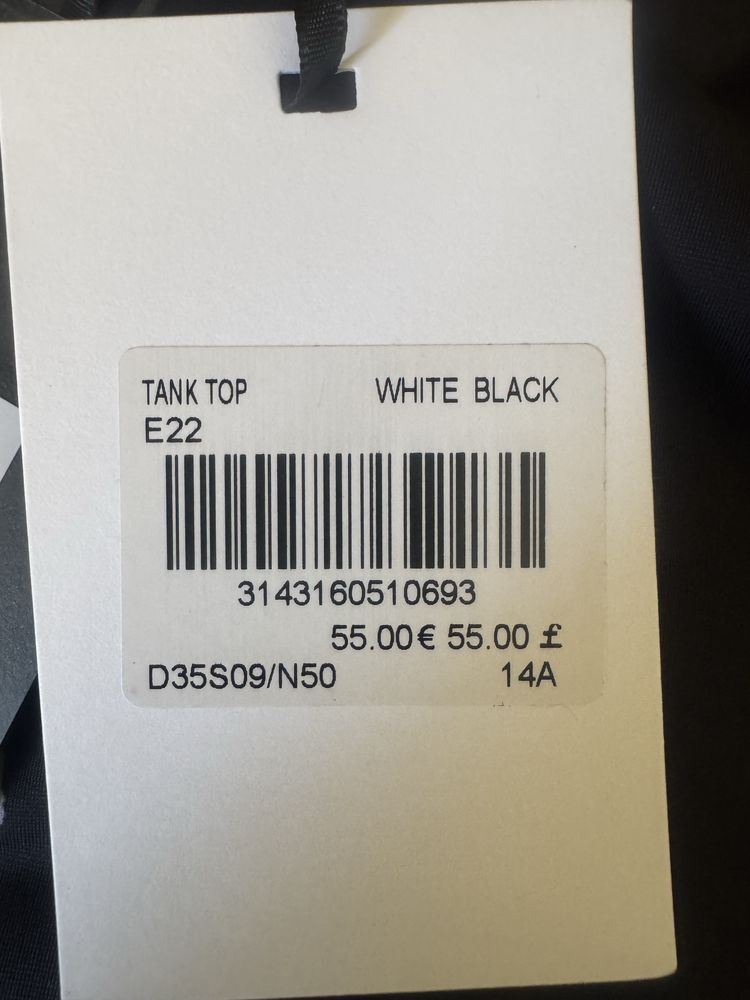 TANK TOP WHITE BLACK
E22
3143160510693
55.00€ 55.00 £
D35S09/N50 14A